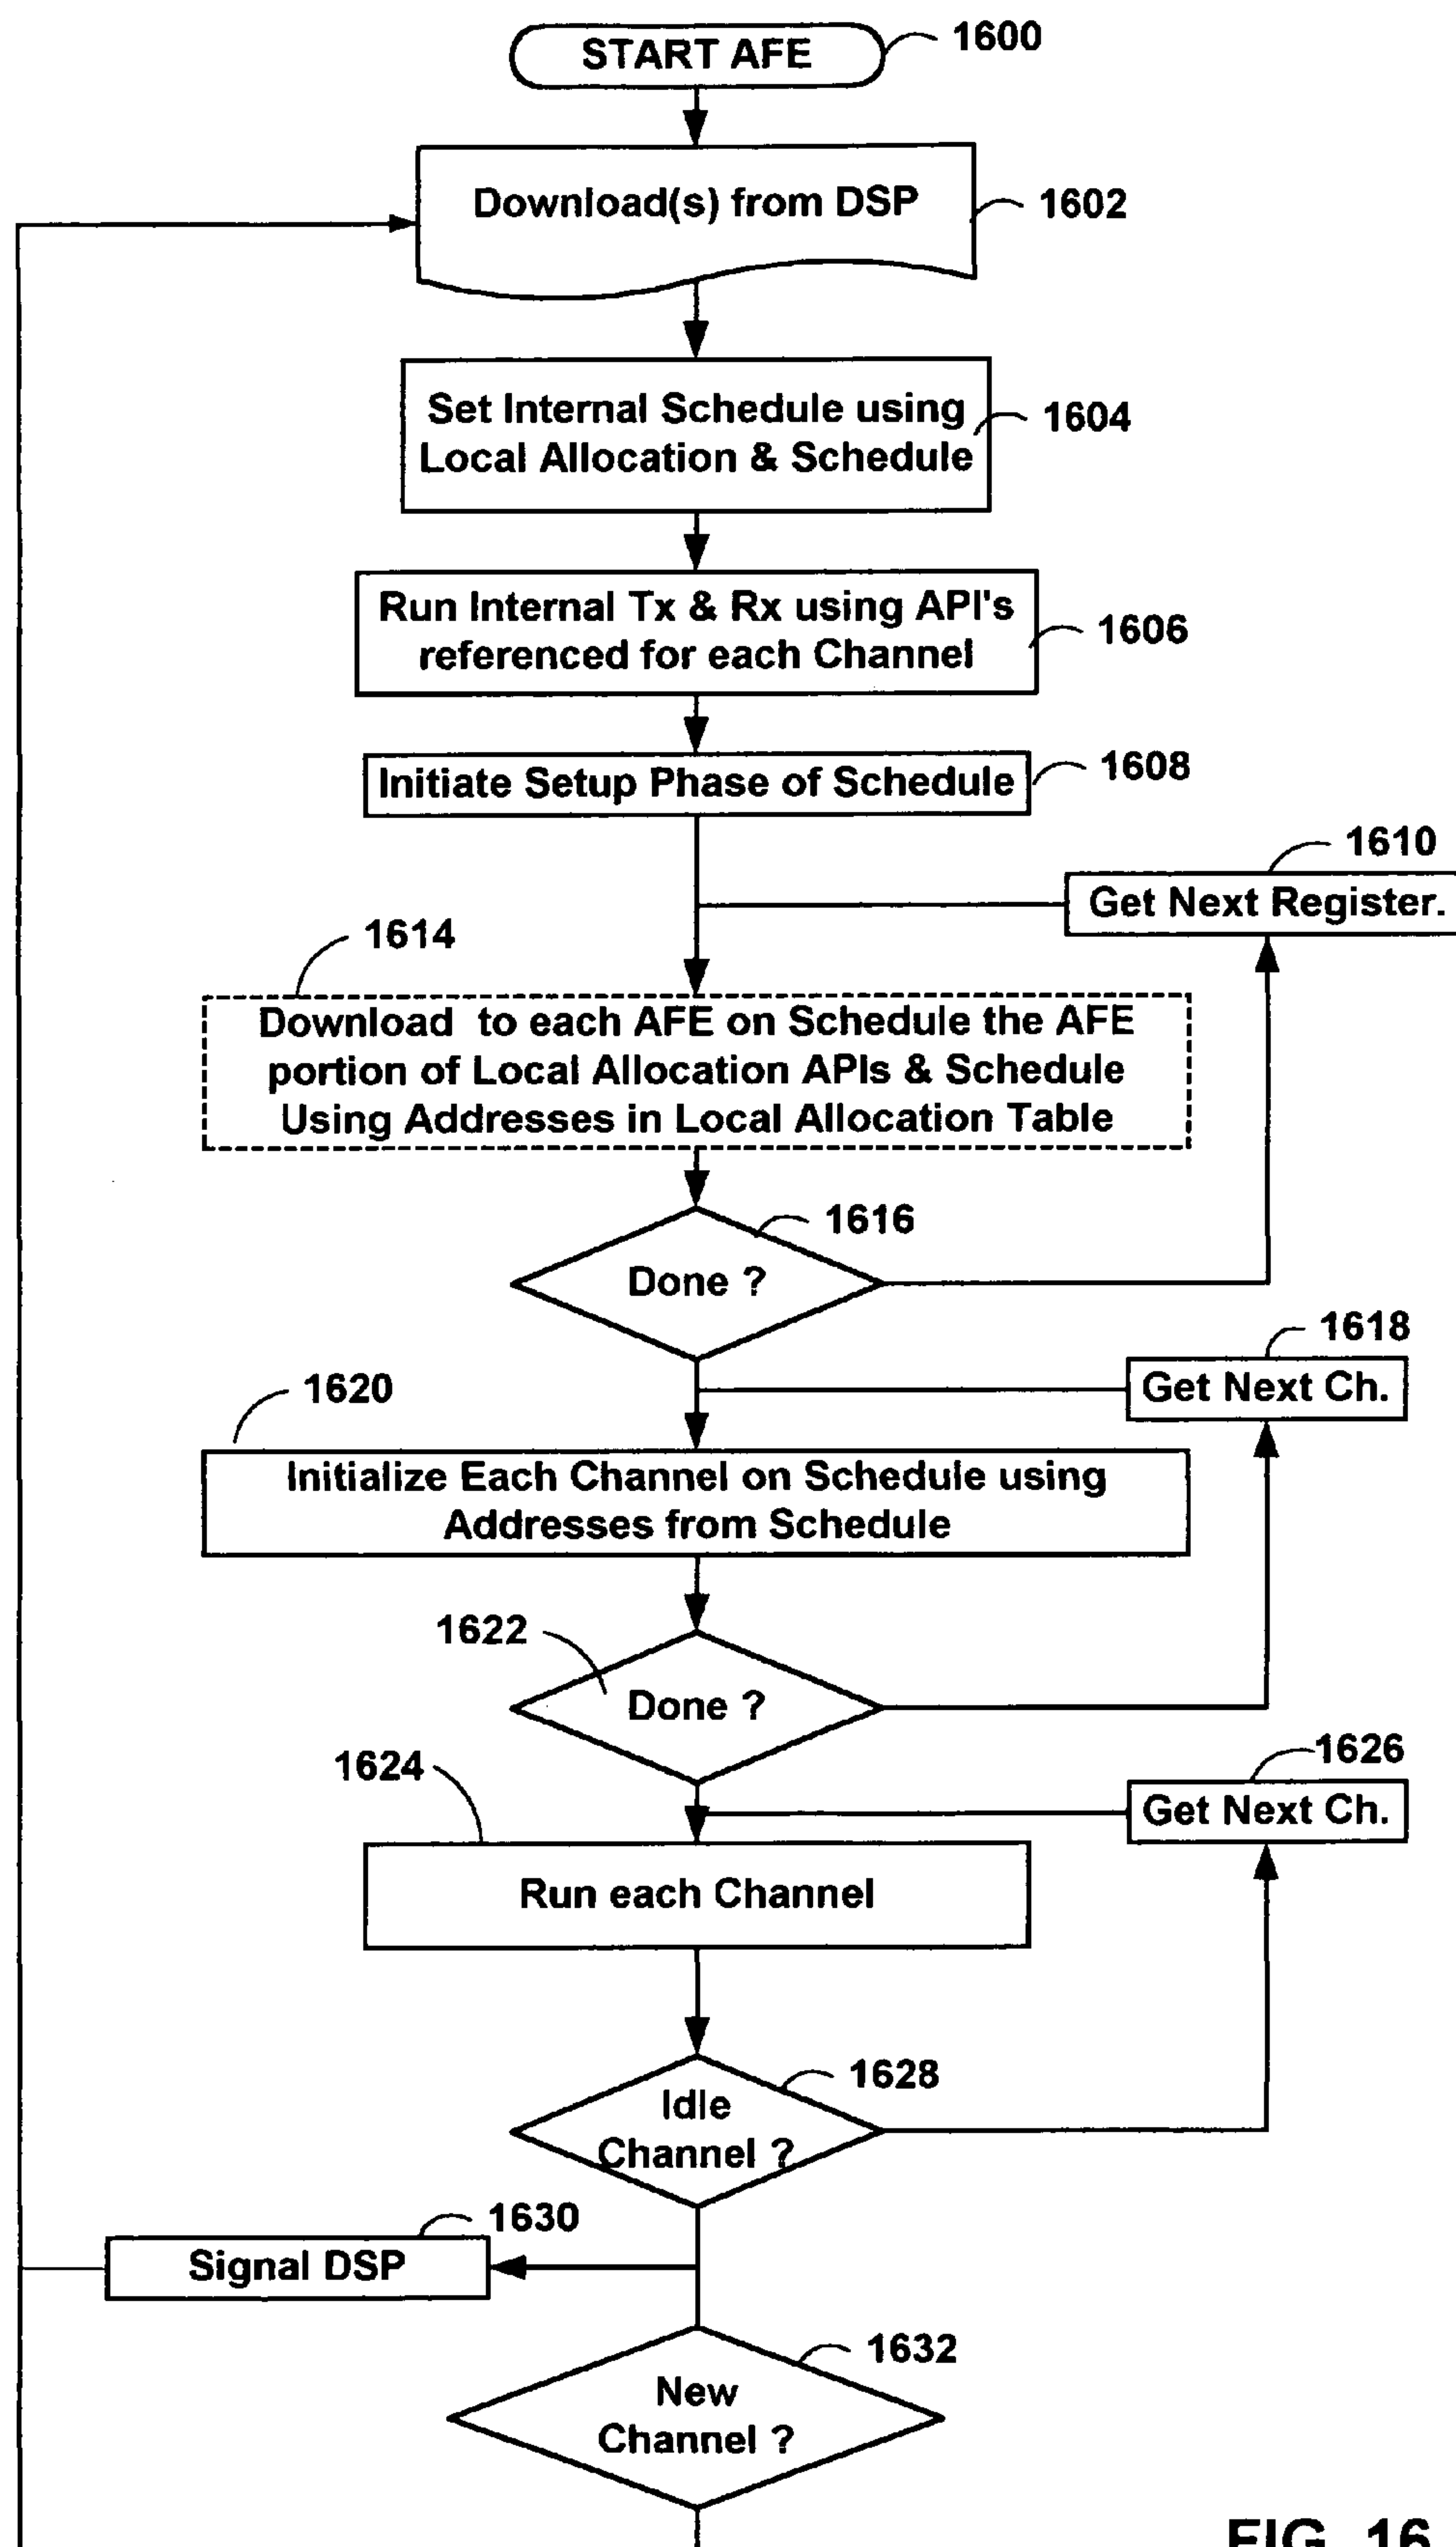 START AFE
1600
Download(s) from DSP
1602
Set Internal Schedule using
Local Allocation & Schedule
1604
Run Internal Tx & Rx using API's
referenced for each Channel
1606
Initiate Setup Phase of Schedule
1608
1610
Get Next Register.
1614
Download to each AFE on Schedule the AFE
portion of Local Allocation APIs & Schedule
Using Addresses in Local Allocation Table
1616
Done ?
1618
Get Next Ch.
1620
Initialize Each Channel on Schedule using
Addresses from Schedule
1622
Done ?
1624
1626
Get Next Ch.
Run each Channel
1628
Idle
Channel ?
1630
Signal DSP
1632
New
Channel ?
FIG. 16